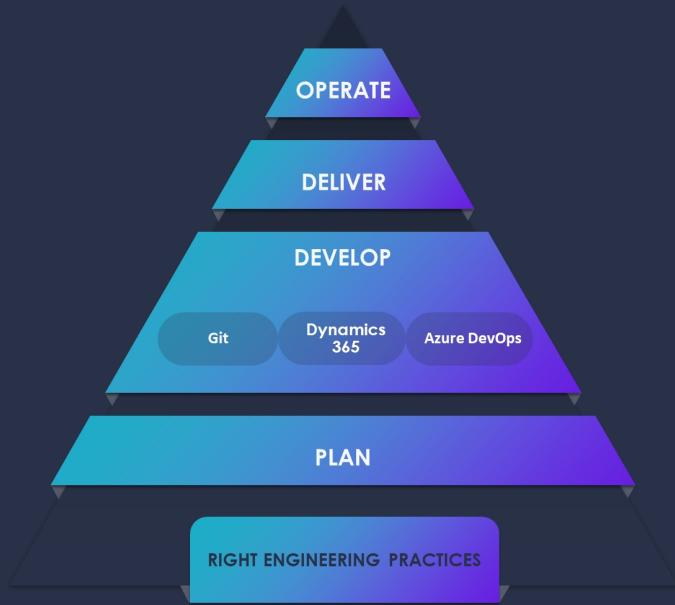 OPERATE
DELIVER
DEVELOP
Git
Dynamics
365
Azure DevOps
PLAN
RIGHT ENGINEERING PRACTICES